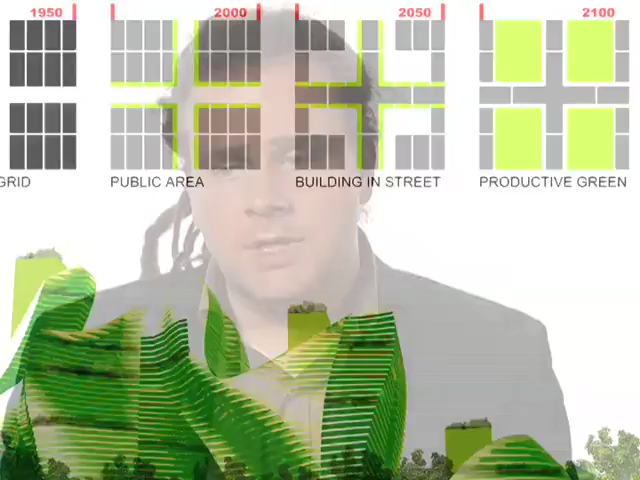 1950 2000 2050 2100
GRID PUBLIC AREA BUILDING IN STREET PRODUCTIVE GREEN